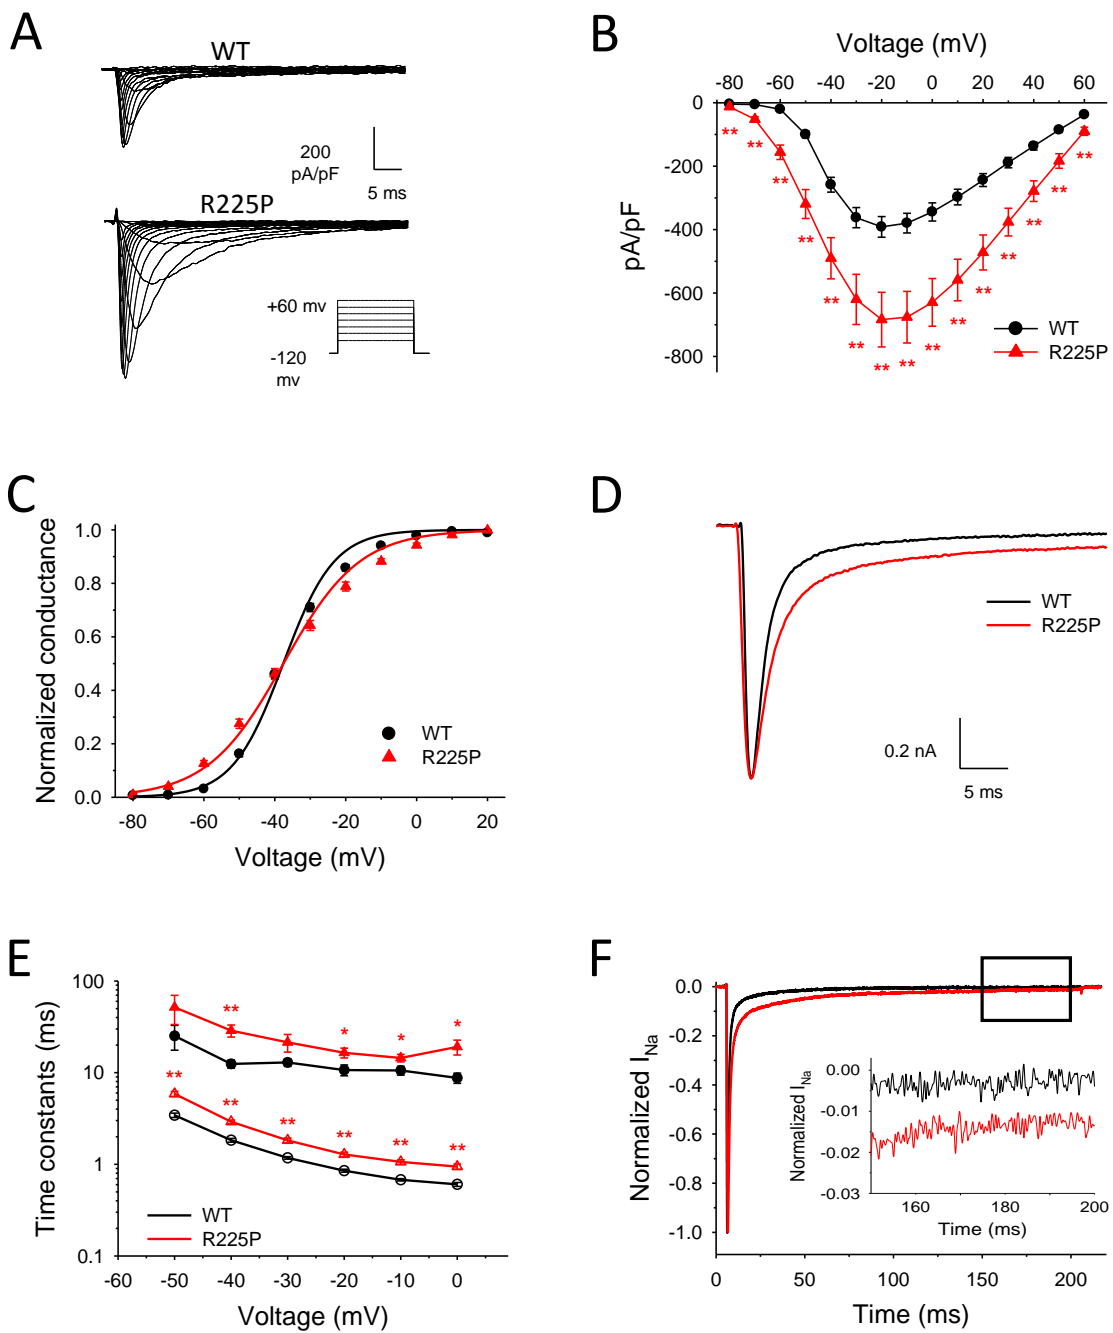 A
WT
200
pA/pF
5 ms
R225P
+60 mv
-120
mv
B
Voltage (mV)
-80 -60 -40 -20 0 20 40 60
0
-200
-400
-600
-800
pA/pF
** ** ** ** ** ** ** ** ** ** ** ** ** ** **
WT
R225P
C
Normalized conductance
1.0
0.8
0.6
0.4
0.2
0.0
WT
R225P
-80 -60 -40 -20 0 20
Voltage (mV)
D
WT
R225P
0.2 nA
5 ms
E
Time constants (ms)
100
10
1
0.1
** * * *
** ** ** ** ** **
WT
R225P
-60 -50 -40 -30 -20 -10 0
Voltage (mV)
F
Normalized INa
0.0
-0.2
-0.4
-0.6
-0.8
-1.0
Normalized INa
0.00
-0.01
-0.02
-0.03
160 180 200
Time (ms)
0 50 100 150 200
Time (ms)